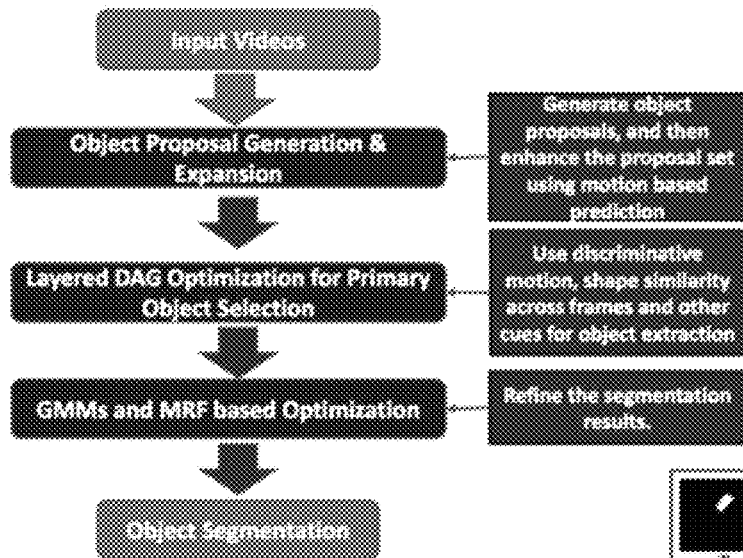 Input Videos
Object Proposal Generation &
Expansion
Generate object
proposals, and then
enhance the proposal set
using motion based
prediction
Layered DAG Optimization for Primary
Object Selection
Use discriminative
motion, shape similarity
across frames and other
cues for object extraction
GMMs and MRF based Optimization
Refine the segmentation
results.
Object Segmentation